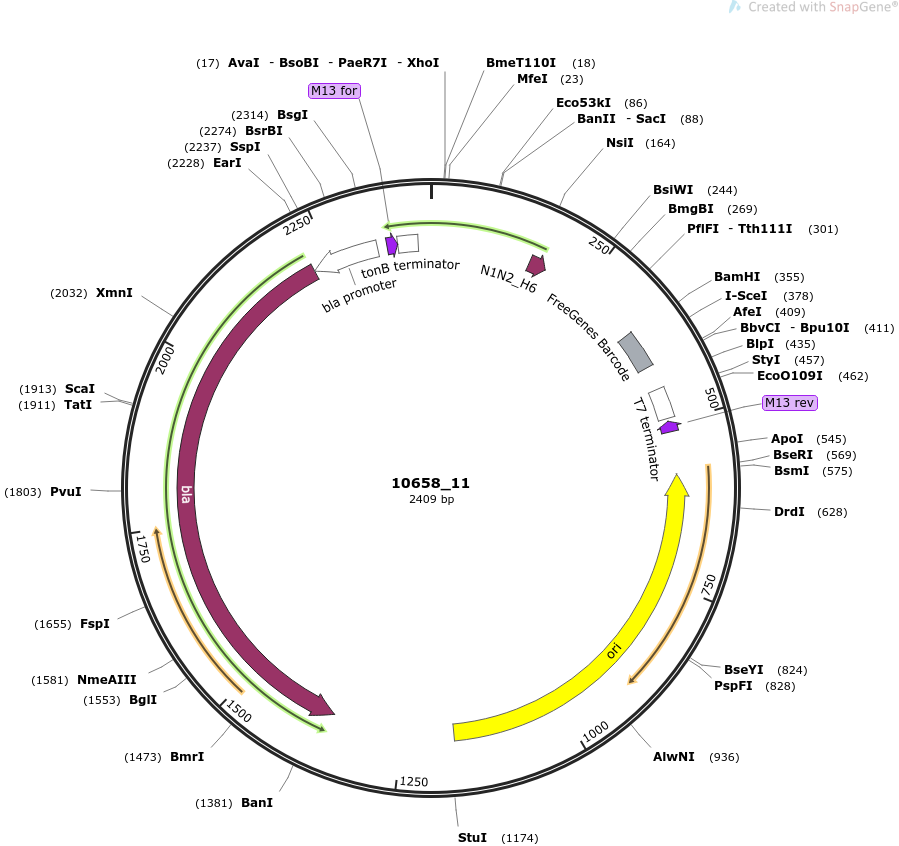 Created with SnapGene®
(17) AvaI - BsoBI - PaeR7I - XhoI
BmeT110I (18)
MfeI (23)
M13 for
Eco53kI (86)
(2314) BsgI
BanII - SacI (88)
(2274) BsrBI
NsiI (164)
(2237) SspI
(2228) EarI
BsiWI (244)
BmgBI (269)
2250
PflFI - Tth111I (301)
250
tonB terminator
N1N2_H6
BamHI (355)
bla promoter
(2032) XmnI
I-SceI (378)
FreeGenes Barcode
AfeI (409)
BbvCI - Bpu10I (411)
BlpI (435)
2000
StyI (457)
EcoO109I (462)
(1913) ScaI
500
M13 rev
(1911) TatI
T7 terminator
ApoI (545)
BseRI (569)
BsmI (575)
10658_11
(1803) PvuI
bla
2409 bp
DrdI (628)
1750
750
(1655) FspI
ori
BseYI (824)
(1581) NmeAIII
PspFI (828)
(1553) BglI
1500
1000
(1473) BmrI
AlwNI (936)
1250
(1381) BanI
StuI (1174)